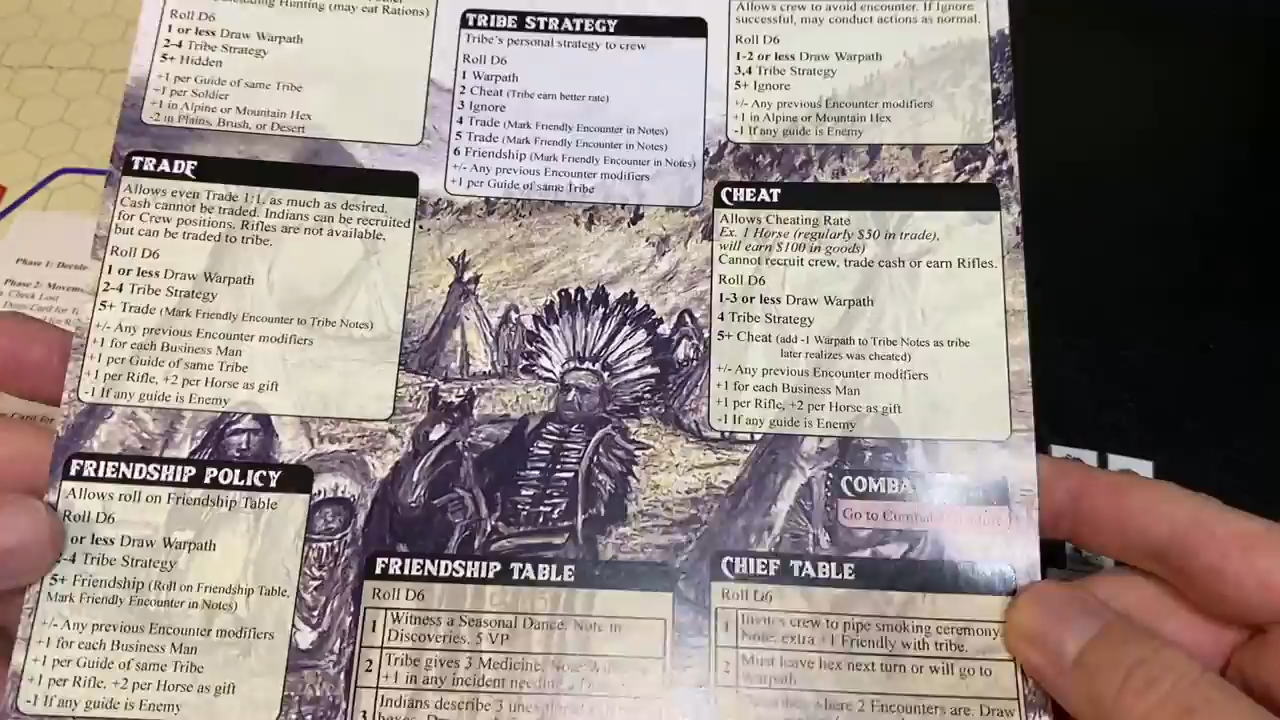 Hunting (may eat Rations)
Roll D6
1 or less Draw Warpath
2-4 Tribe Strategy
5+ Hidden
+1 per Guide of same Tribe
+1 per Soldier
+1 in Alpine or Mountain Hex
-2 in Plains, Brush, or Desert
TRIBE STRATEGY
Tribe's personal strategy to crew
Roll D6
1 Warpath
2 Cheat (Tribe earn better rate)
3 Ignore
4 Trade (Mark Friendly Encounter in Notes)
5 Trade (Mark Friendly Encounter in Notes)
6 Friendship (Mark Friendly Encounter in Notes)
+/- Any previous Encounter modifiers
+1 per Guide of same Tribe
Allows crew to avoid encounter. If Ignore
successful, may conduct actions as normal.
Roll D6
1-2 or less Draw Warpath
3,4 Tribe Strategy
5+ Ignore
+/- Any previous Encounter modifiers
+1 in Alpine or Mountain Hex
-1 If any guide is Enemy
TRADE
Allows even Trade 1:1, as much as desired.
Cash cannot be traded. Indians can be recruited
for Crew positions. Rifles are not available,
but can be traded to tribe.
Roll D6
1 or less Draw Warpath
2-4 Tribe Strategy
5+ Trade (Mark Friendly Encounter to Tribe Notes)
+/- Any previous Encounter modifiers
+1 for each Business Man
+1 per Guide of same Tribe
+1 per Rifle, +2 per Horse as gift
-1 If any guide is Enemy
CHEAT
Allows Cheating Rate
Ex. 1 Horse (regularly $50 in trade),
will earn $100 in goods)
Cannot recruit crew, trade cash or earn Rifles.
Roll D6
1-3 or less Draw Warpath
4 Tribe Strategy
5+ Cheat (add -1 Warpath to Tribe Notes as tribe
later realizes was cheated)
+/- Any previous Encounter modifiers
+1 for each Business Man
+1 per Rifle, +2 per Horse as gift
-1 If any guide is Enemy
Phase 1: Decide
Phase 2:
Check Lost
FRIENDSHIP POLICY
Allows roll on Friendship Table
Roll D6
or less Draw Warpath
-4 Tribe Strategy
5+ Friendship (Roll on Friendship Table,
Mark Friendly Encounter in Notes)
+/- Any previous Encounter modifiers
+1 for each Business Man
+1 per Guide of same Tribe
+1 per Rifle, +2 per Horse as gift
-1 If any guide is Enemy
Go to Combat
FRIENDSHIP TABLE
Roll D6
1 Witness a Seasonal Dance. Note in
Discoveries. 5 VP
2 Tribe gives 3 Medicine.
+1 in any incident
3 Indians describe 3
CHIEF TABLE
Roll D6
1 Invites crew to pipe smoking ceremony.
Note, extra +1 Friendly with tribe.
2 Must leave hex next turn or will go to
Warpath
where 2 Encounters are. Draw